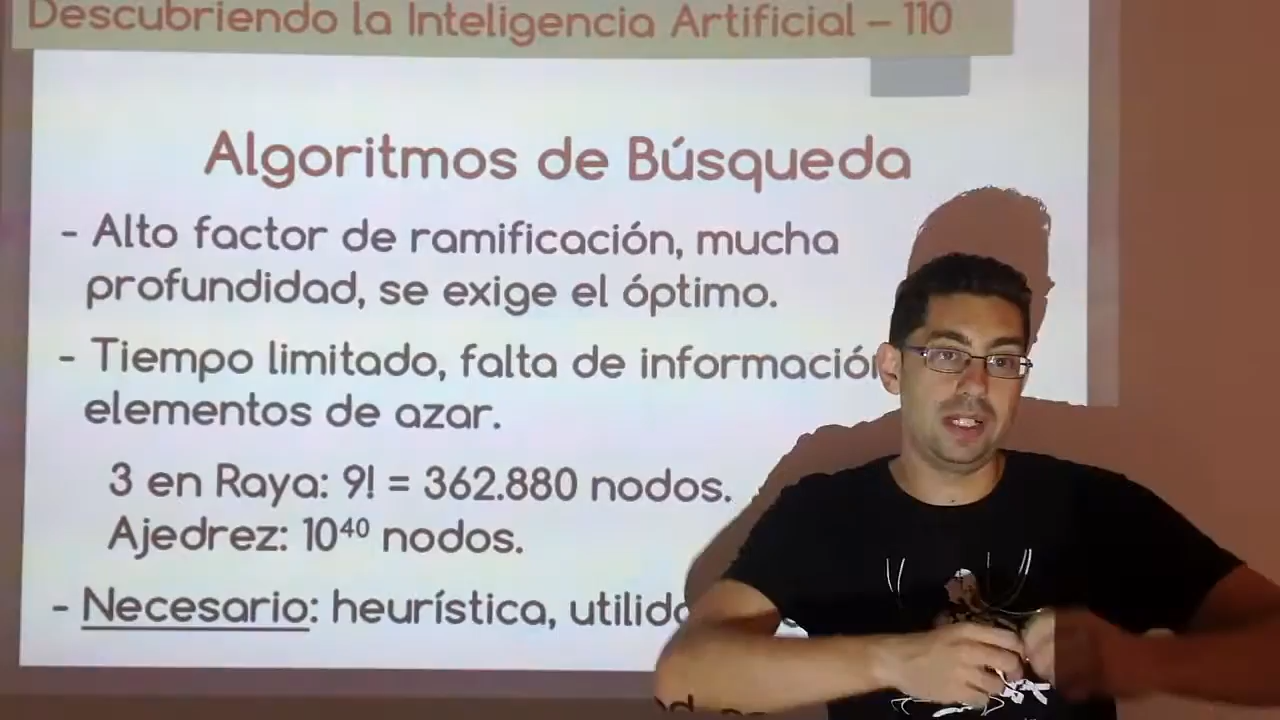 Descubriendo la Inteligencia Artificial – 110
Algoritmos de Búsqueda
- Alto factor de ramificación, mucha
profundidad, se exige el óptimo.
- Tiempo limitado, falta de información
elementos de azar.
3 en Raya: 9! = 362.880 nodos.
Ajedrez: 10⁴⁰ nodos.
- Necesario: heurística,